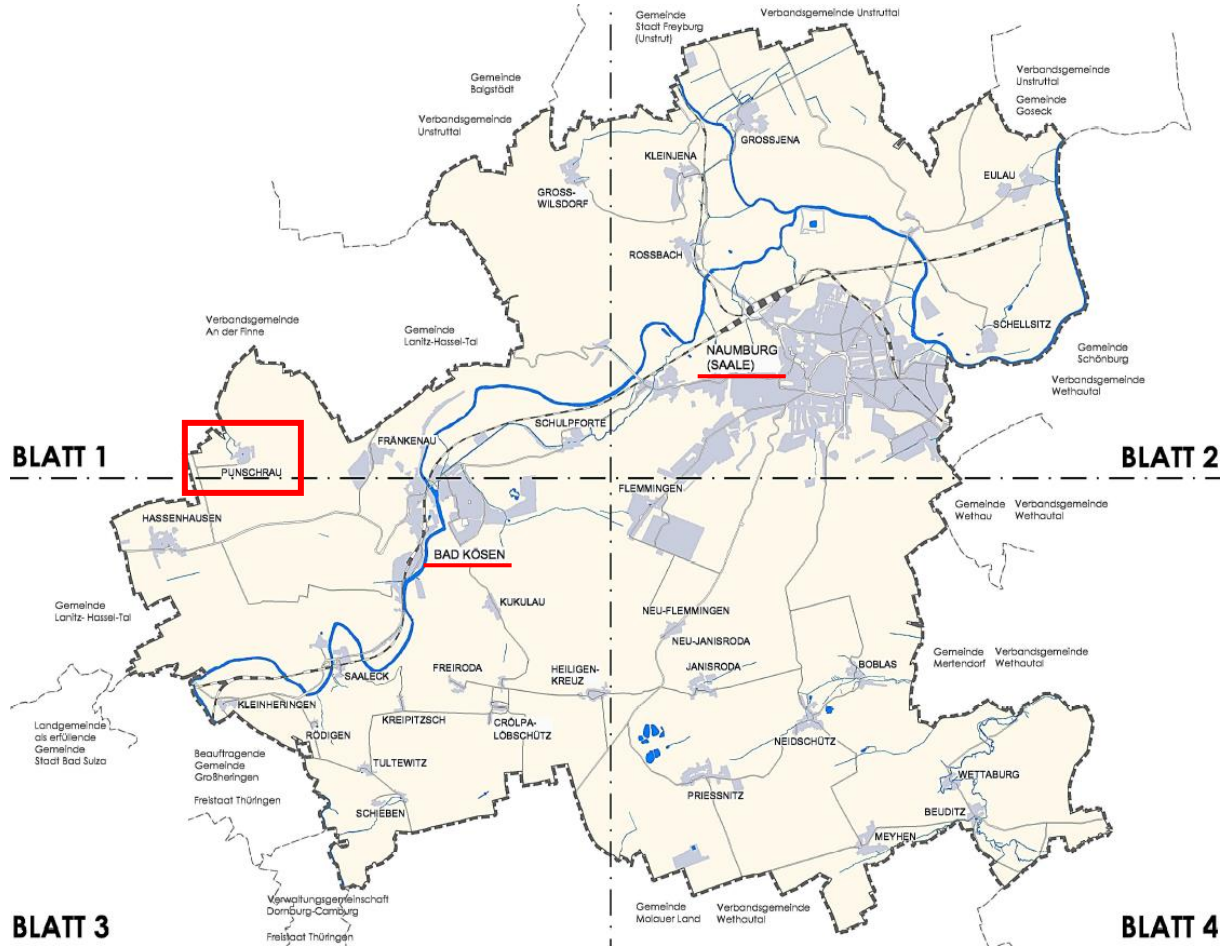 Gemeinde
Stadt Freyburg
(Unstrut)
Verbandsgemeinde Unstruttal
Gemeinde
Balgstädt
Verbandsgemeinde
Unstruttal
Verbandsgemeinde
Unstruttal
Gemeinde
Goseck
GROSSJENA
KLEINJENA
GROSS-
WILSDORF
EULAU
ROSSBACH
Verbandsgemeinde
An der Finne
Gemeinde
Lanitz-Hassel-Tal
SCHELLSITZ
NAUMBURG
(SAALE)
Gemeinde
Schönburg
Verbandsgemeinde
Wethautal
SCHULPFORTE
FRÄNKENAU
BLATT 1
PUNSCHRAU
BLATT 2
FLEMMINGEN
HASSENHAUSEN
Gemeinde
Wethau
Verbandsgemeinde
Wethautal
BAD KÖSEN
Gemeinde
Lanitz- Hassel-Tal
KUKULAU
NEU-FLEMMINGEN
NEU-JANISRODA
SAALECK
FREIRODA
HEILIGEN-
KREUZ
JANISRODA
BOBLAS
Gemeinde
Mertendorf
Verbandsgemeinde
Wethautal
KLEINHERINGEN
KREIPITZSCH
CRÖLPA-
LÖBSCHÜTZ
RÖDIGEN
NEIDSCHÜTZ
Landgemeinde
als erfüllende
Gemeinde
Stadt Bad Sulza
Beauftragende
Gemeinde
Großheringen
Freistaat Thüringen
TULTEWITZ
WETTABURG
PRIESSNITZ
SCHIEBEN
BEUDITZ
MEYHEN
Verwaltungsgemeinschaft
Dornburg-Camburg
Freistaat Thüringen
Gemeinde
Molauer Land
Verbandsgemeinde
Wethautal
BLATT 3
BLATT 4